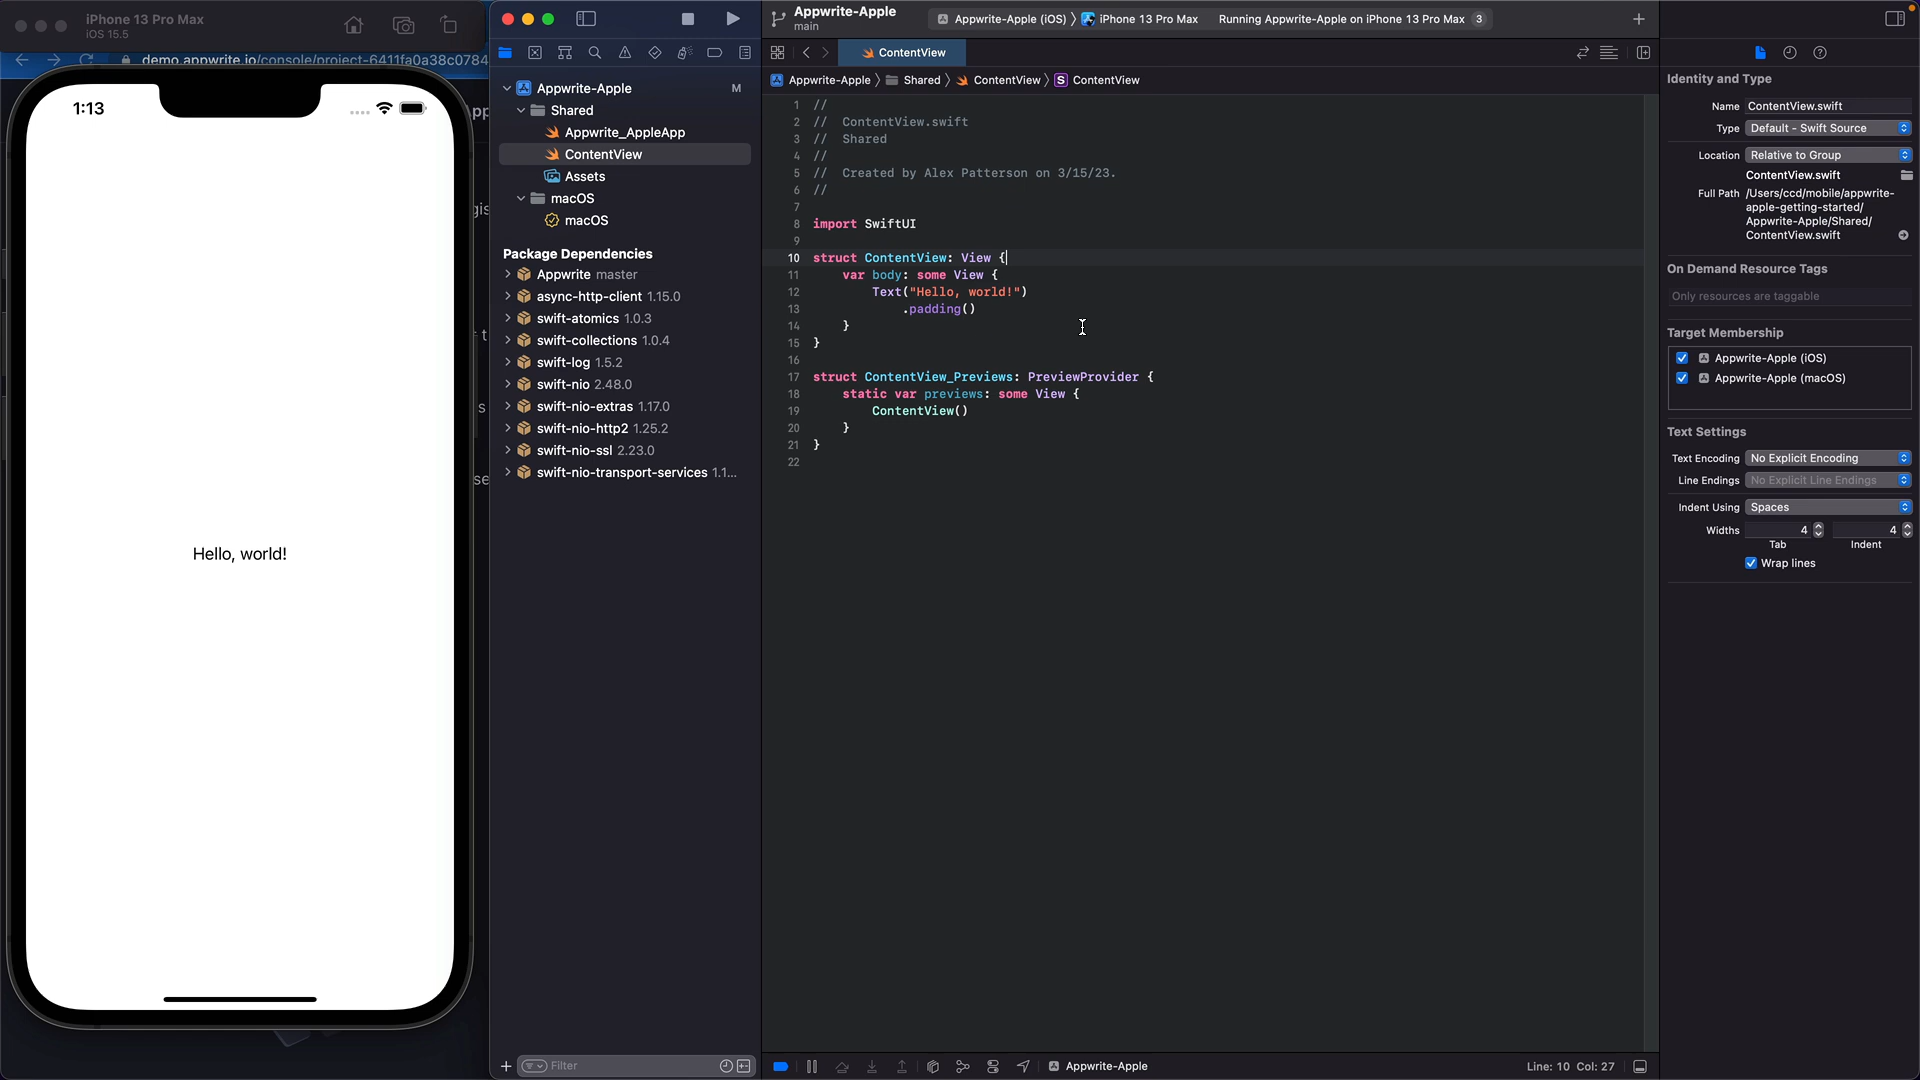 iPhone 13 Pro Max
iOS 15.5
demo.appwrite.io/console/project-6411fa0a38c0784
1:13
Hello, world!
Appwrite-Apple
main
Appwrite-Apple (iOS) 〉 iPhone 13 Pro Max
Running Appwrite-Apple on iPhone 13 Pro Max 3
Appwrite-Apple M
Shared
Appwrite_AppleApp
ContentView
Assets
macOS
macOS
Package Dependencies
Appwrite master
async-http-client 1.15.0
swift-atomics 1.0.3
swift-collections 1.0.4
swift-log 1.5.2
swift-nio 2.48.0
swift-nio-extras 1.17.0
swift-nio-http2 1.25.2
swift-nio-ssl 2.23.0
swift-nio-transport-services 1.1...
Filter
ContentView
Appwrite-Apple 〉 Shared 〉 ContentView 〉 S ContentView
1 //
2 //  ContentView.swift
3 //  Shared
4 //
5 //  Created by Alex Patterson on 3/15/23.
6 //
7
8 import SwiftUI
9
10 struct ContentView: View {
11     var body: some View {
12         Text("Hello, world!")
13             .padding()
14     }
15 }
16
17 struct ContentView_Previews: PreviewProvider {
18     static var previews: some View {
19         ContentView()
20     }
21 }
22
Appwrite-Apple
Line: 10 Col: 27
Identity and Type
Name ContentView.swift
Type Default - Swift Source
Location Relative to Group
ContentView.swift
Full Path /Users/ccd/mobile/appwrite-
apple-getting-started/
Appwrite-Apple/Shared/
ContentView.swift
On Demand Resource Tags
Only resources are taggable
Target Membership
Appwrite-Apple (iOS)
Appwrite-Apple (macOS)
Text Settings
Text Encoding No Explicit Encoding
Line Endings No Explicit Line Endings
Indent Using Spaces
Widths 4 4
Tab Indent
Wrap lines